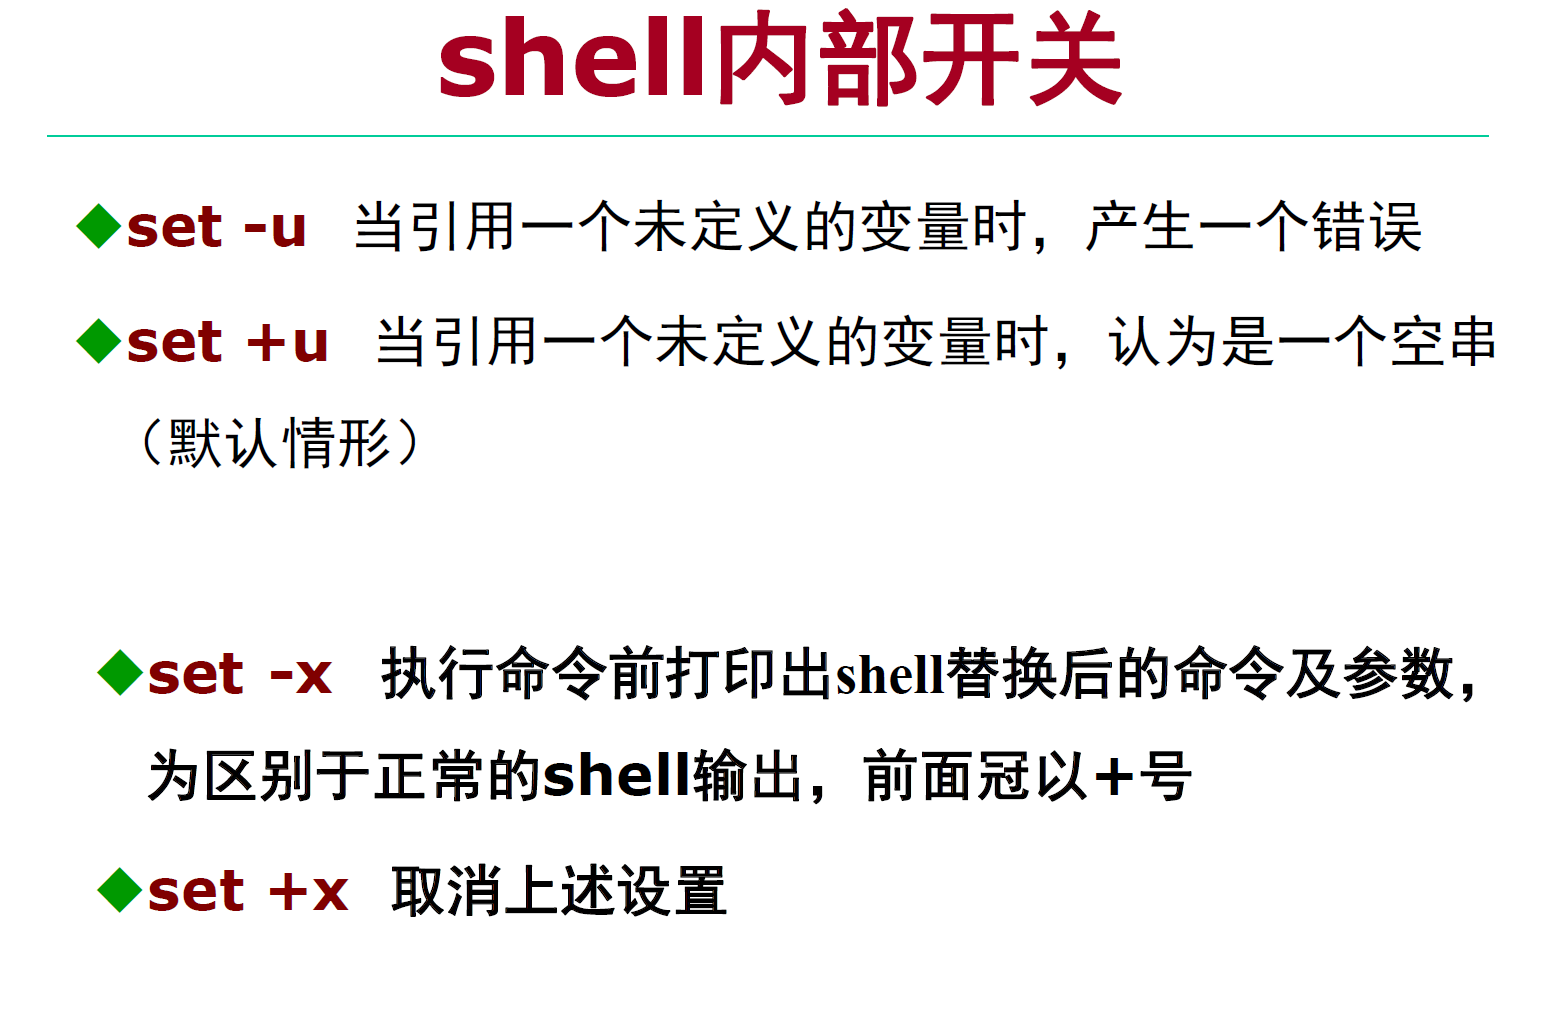 shell内部开关
◆set -u 当引用一个未定义的变量时，产生一个错误
◆set +u 当引用一个未定义的变量时，认为是一个空串
（默认情形）
◆set -x 执行命令前打印出shell替换后的命令及参数，
为区别于正常的shell输出，前面冠以+号
◆set +x 取消上述设置